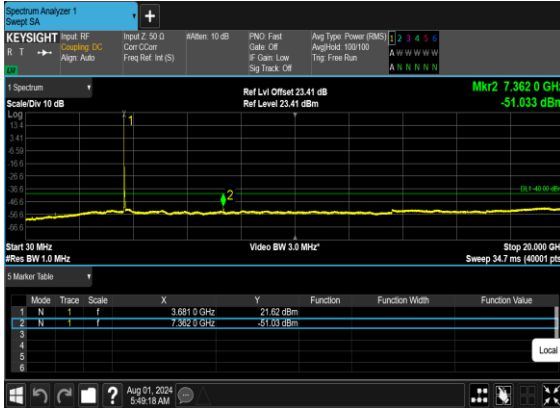 Spectrum Analyzer 1
Swept SA
+
KEYSIGHT Input: RF Input Z: 50 Ω #Atten: 10 dB PNO: Fast Avg Type: Power (RMS) 1 2 3 4 5 6
R T Coupling: DC Corr CCorr Gate: Off Avg|Hold: 100/100 A W W W W W
Align: Auto Freq Ref: Int (S) IF Gain: Low Trig: Free Run
Sig Track: Off A N N N N N
1 Spectrum Ref Lvl Offset 23.41 dB Mkr2 7.362 0 GHz
Scale/Div 10 dB Ref Level 23.41 dBm -51.033 dBm
Log
13.4
3.41
-6.59
-16.6
-26.6
-36.6
-46.6
-56.6
-66.6
1
2
DL1 -40.00 dBm
Start 30 MHz Video BW 3.0 MHz* Stop 20.000 GHz
#Res BW 1.0 MHz Sweep 34.7 ms (40001 pts)
5 Marker Table
Mode Trace Scale X Y Function Function Width Function Value
1 N 1 f 3.681 0 GHz 21.62 dBm
2 N 1 f 7.362 0 GHz -51.03 dBm
3
4
5
6
Local
? Aug 01, 2024
5:49:18 AM